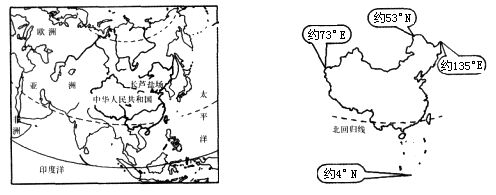 欧洲
亚洲
长芦盐场
中华人民共和国
太平洋
洲
印度洋
约73°E
约53°N
约135°E
北回归线
约4°N